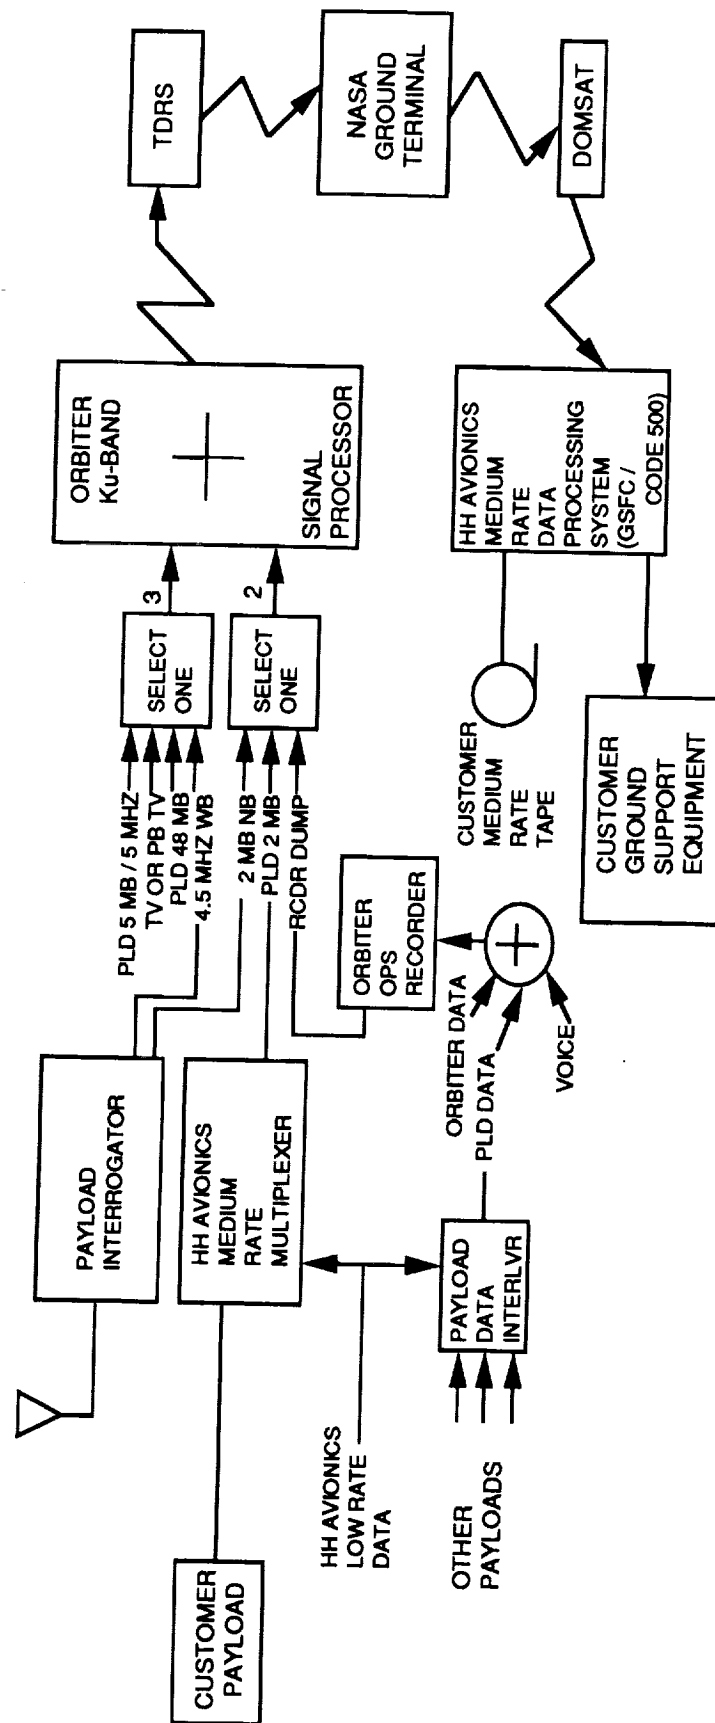 CUSTOMER
PAYLOAD
PAYLOAD
INTERROGATOR
HH AVIONICS
MEDIUM
RATE
MULTIPLEXER
HH AVIONICS
LOW RATE
DATA
OTHER
PAYLOADS
PAYLOAD
DATA
INTERLVR
ORBITER DATA
PLD DATA
VOICE
ORBITER
OPS
RECORDER
PLD 5 MB / 5 MHZ
TV OR PB TV
PLD 48 MB
4.5 MHZ WB
2 MB NB
PLD 2 MB
RCDR DUMP
SELECT
ONE
3
SELECT
ONE
2
ORBITER
Ku-BAND
SIGNAL
PROCESSOR
TDRS
NASA
GROUND
TERMINAL
DOMSAT
HH AVIONICS
MEDIUM
RATE
DATA
PROCESSING
SYSTEM
(GSFC /
CODE 500)
CUSTOMER
MEDIUM
RATE
TAPE
CUSTOMER
GROUND
SUPPORT
EQUIPMENT